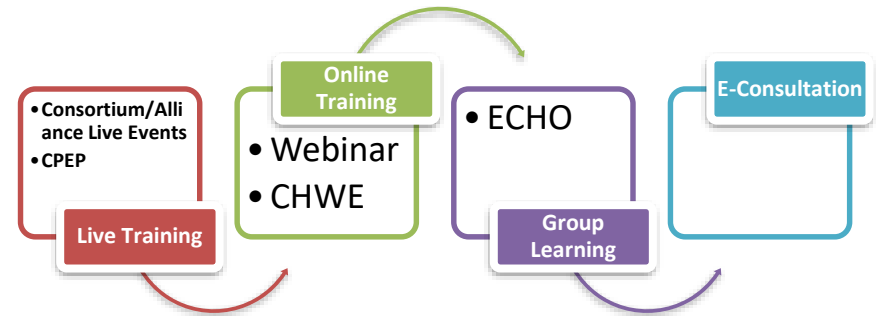 • Consortium/Alli
ance Live Events
• CPEP
Live Training
Online
Training
• Webinar
• CHWE
• ECHO
Group
Learning
E-Consultation